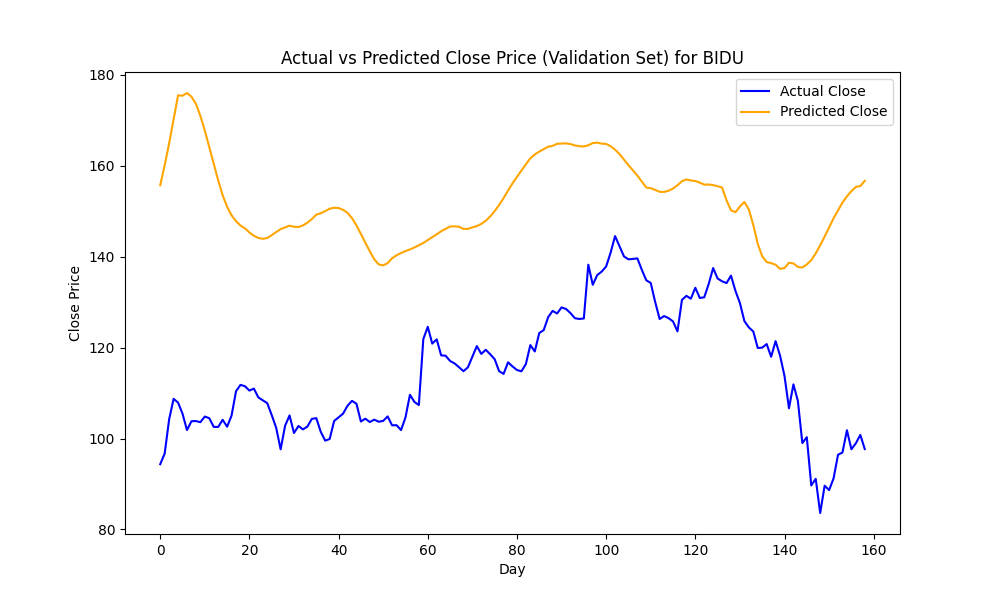 Actual vs Predicted Close Price (Validation Set) for BIDU
Actual Close
Predicted Close
Close Price
180
160
140
120
100
80
0 20 40 60 80 100 120 140 160
Day